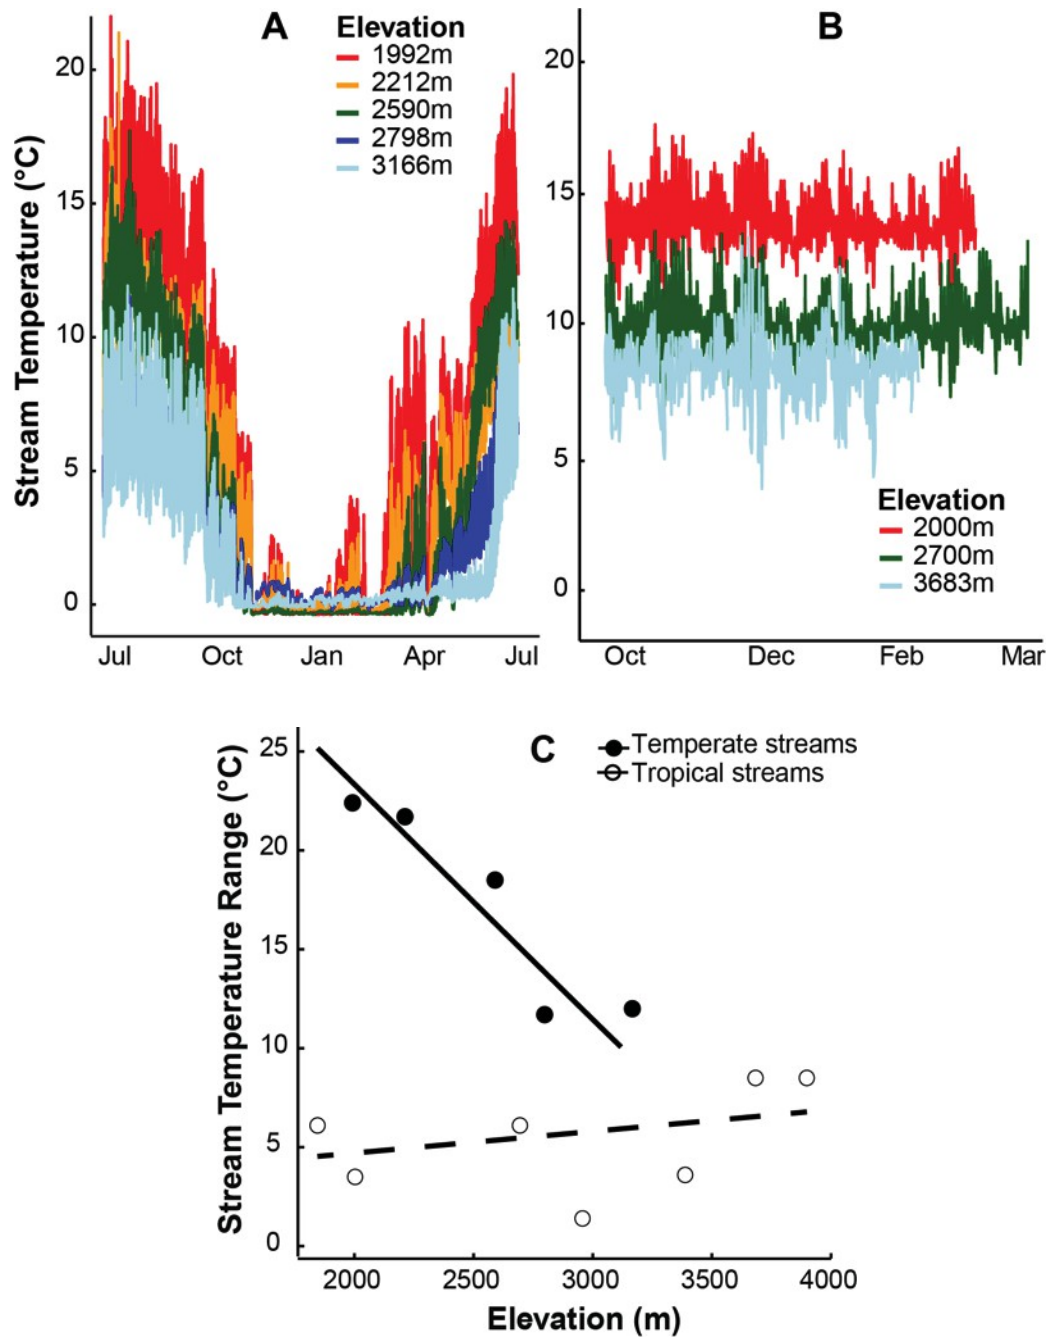 A
Elevation
1992m
2212m
2590m
2798m
3166m
Stream Temperature (°C)
20
15
10
5
0
Jul Oct Jan Apr Jul
B
20
15
10
5
0
Elevation
2000m
2700m
3683m
Oct Dec Feb Mar
C
Temperate streams
Tropical streams
Stream Temperature Range (°C)
25
20
15
10
5
0
2000 2500 3000 3500 4000
Elevation (m)